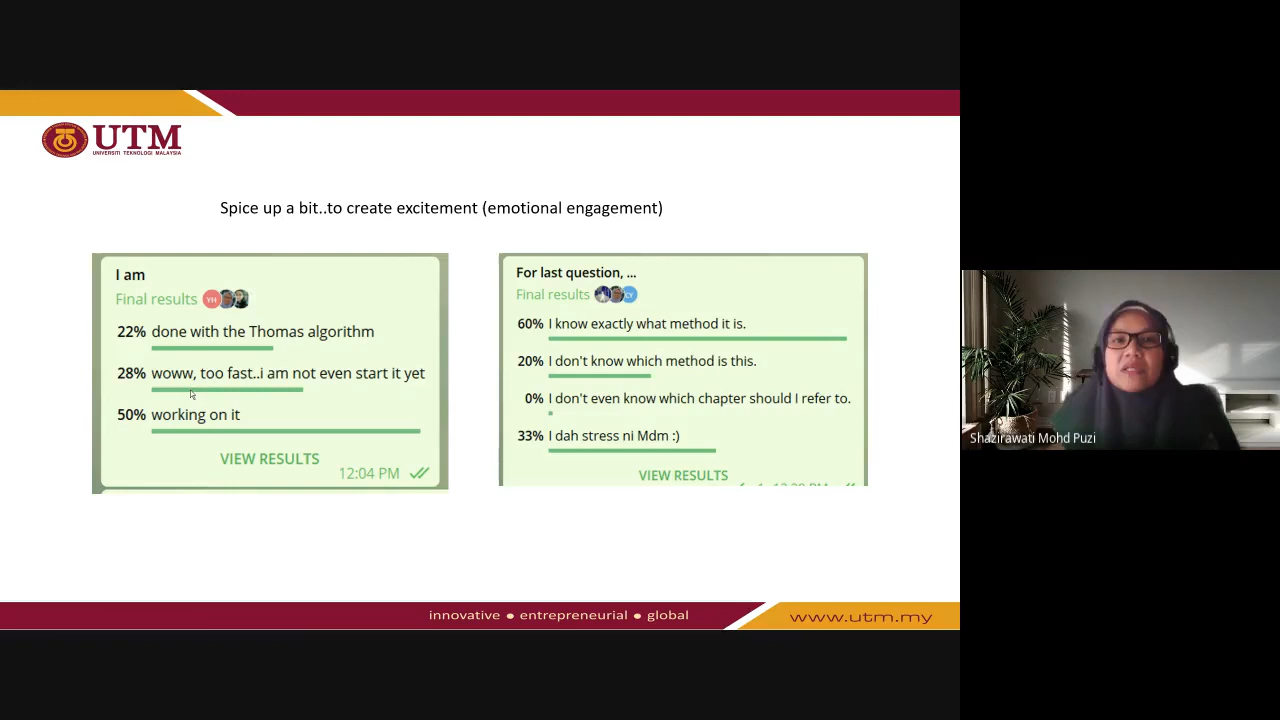 UTM
UNIVERSITI TEKNOLOGI MALAYSIA
Spice up a bit..to create excitement (emotional engagement)
I am
Final results YH
22% done with the Thomas algorithm
28% woww, too fast..i am not even start it yet
50% working on it
VIEW RESULTS
12:04 PM
For last question, ...
Final results CY
60% I know exactly what method it is.
20% I don't know which method is this.
0% I don't even know which chapter should I refer to.
33% I dah stress ni Mdm :)
VIEW RESULTS
Shazirawati Mohd Puzi
innovative ● entrepreneurial ● global
www.utm.my